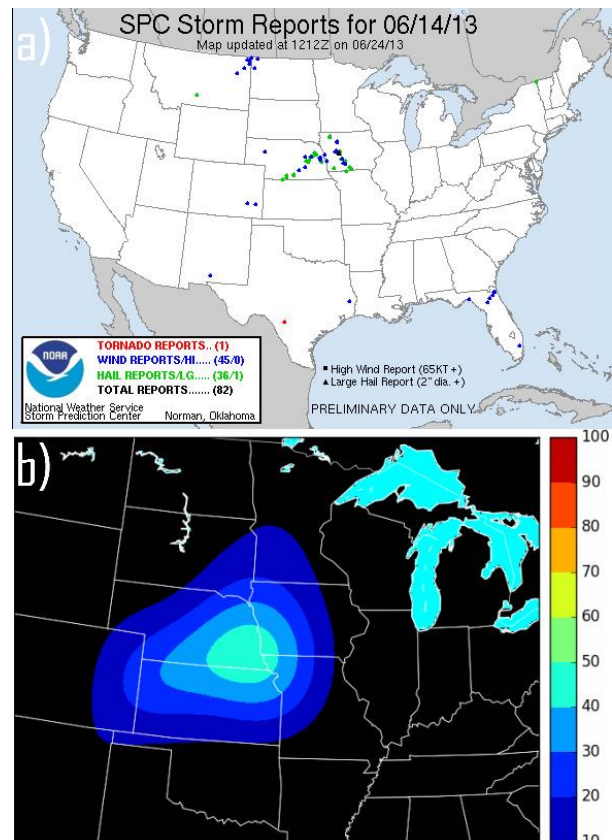 a)
SPC Storm Reports for 06/14/13
Map updated at 1212Z on 06/24/13
NOAA
TORNADO REPORTS.. (1)
WIND REPORTS/HI..... (45/0)
HAIL REPORTS/LG..... (36/1)
TOTAL REPORTS....... (82)
National Weather Service
Storm Prediction Center
Norman, Oklahoma
High Wind Report (65KT +)
Large Hail Report (2" dia. +)
PRELIMINARY DATA ONLY
b)
100
90
80
70
60
50
40
30
20
10